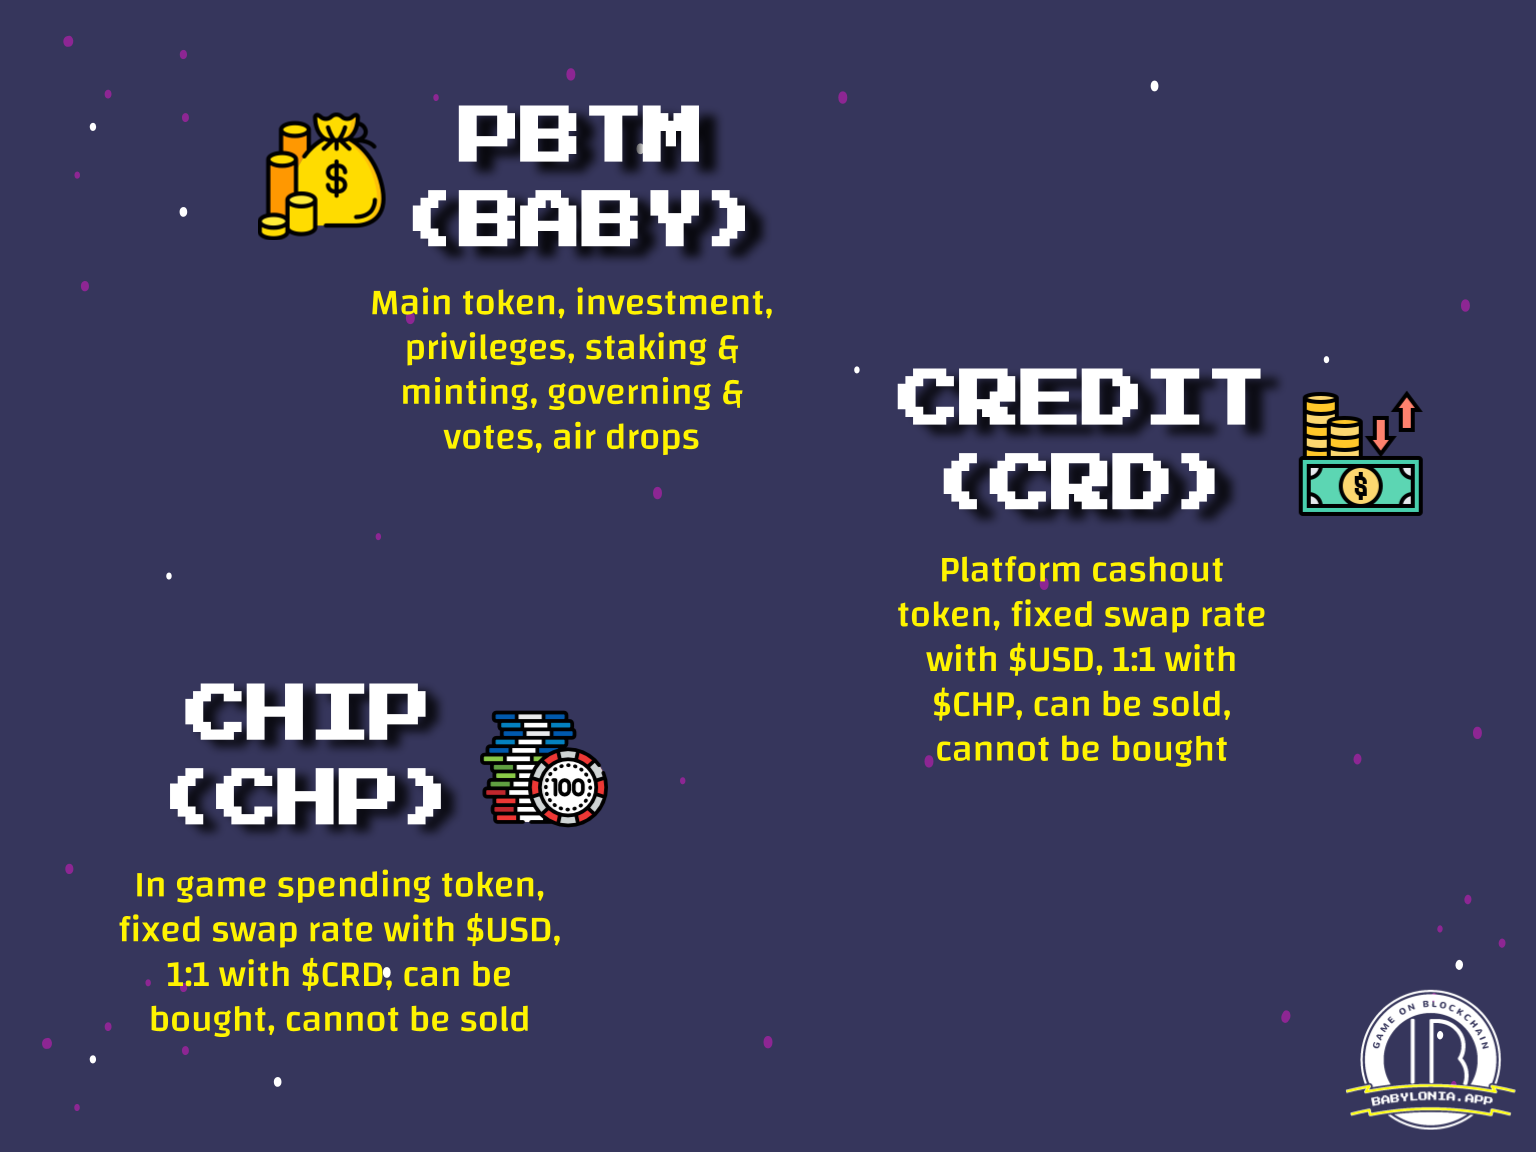 PBTM
(BABY)
Main token, investment,
privileges, staking &
minting, governing &
votes, air drops
CREDIT
(CRD)
Platform cashout
token, fixed swap rate
with $USD, 1:1 with
$CHP, can be sold,
cannot be bought
CHIP
(CHP)
100
In game spending token,
fixed swap rate with $USD,
1:1 with $CRD, can be
bought, cannot be sold
GAME ON BLOCKCHAIN
BABYLONIA.APP